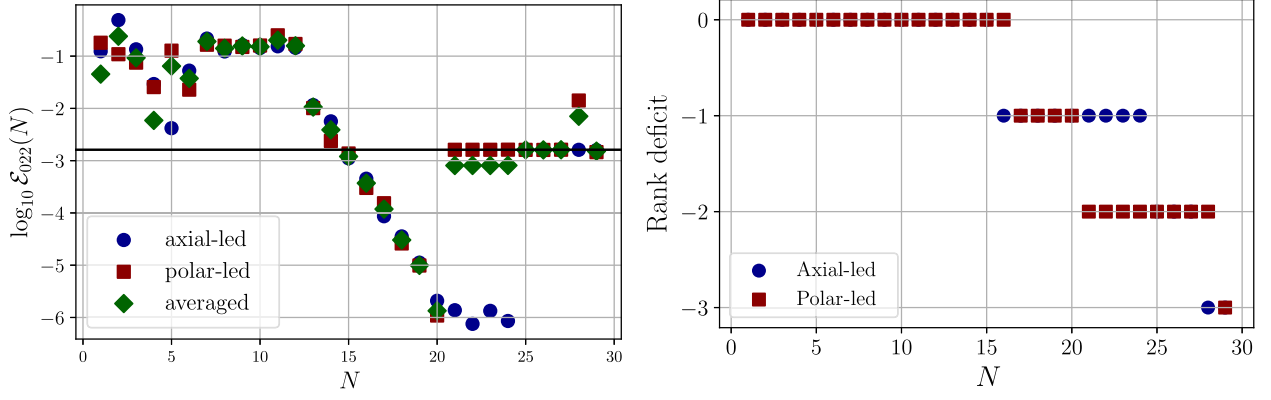 log₁₀ ℰ₀₂₂(N)
−1
−2
−3
−4
−5
−6
0
5
10
15
20
25
30
N
axial-led
polar-led
averaged
Rank deficit
0
−1
−2
−3
0
5
10
15
20
25
30
N
Axial-led
Polar-led